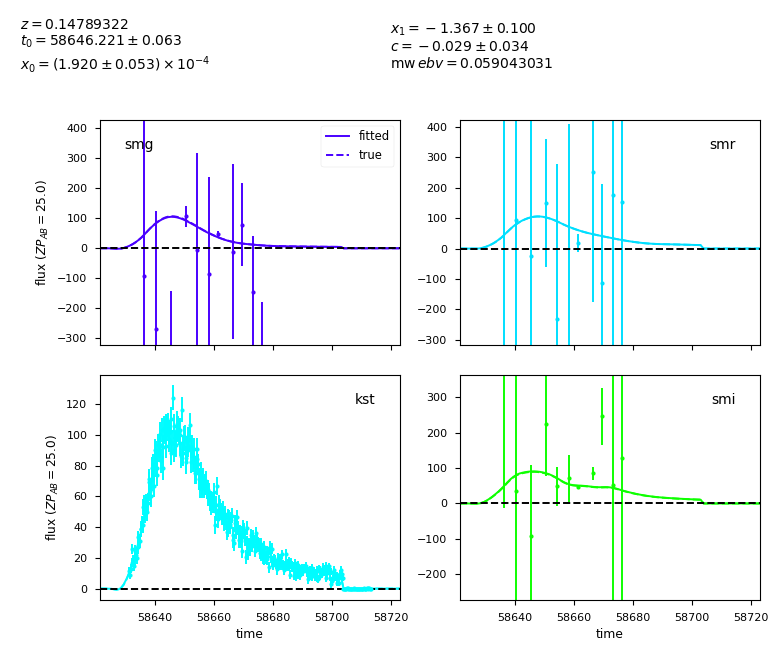 z = 0.14789322
t0 = 58646.221 ± 0.063
x0 = (1.920 ± 0.053) × 10^−4
x1 = −1.367 ± 0.100
c = −0.029 ± 0.034
mw ebv = 0.059043031
smg
fitted
true
400
300
200
100
0
−100
−200
−300
flux (ZP_AB = 25.0)
smr
400
300
200
100
0
−100
−200
−300
kst
120
100
80
60
40
20
0
flux (ZP_AB = 25.0)
58640 58660 58680 58700 58720
time
smi
300
200
100
0
−100
−200
58640 58660 58680 58700 58720
time